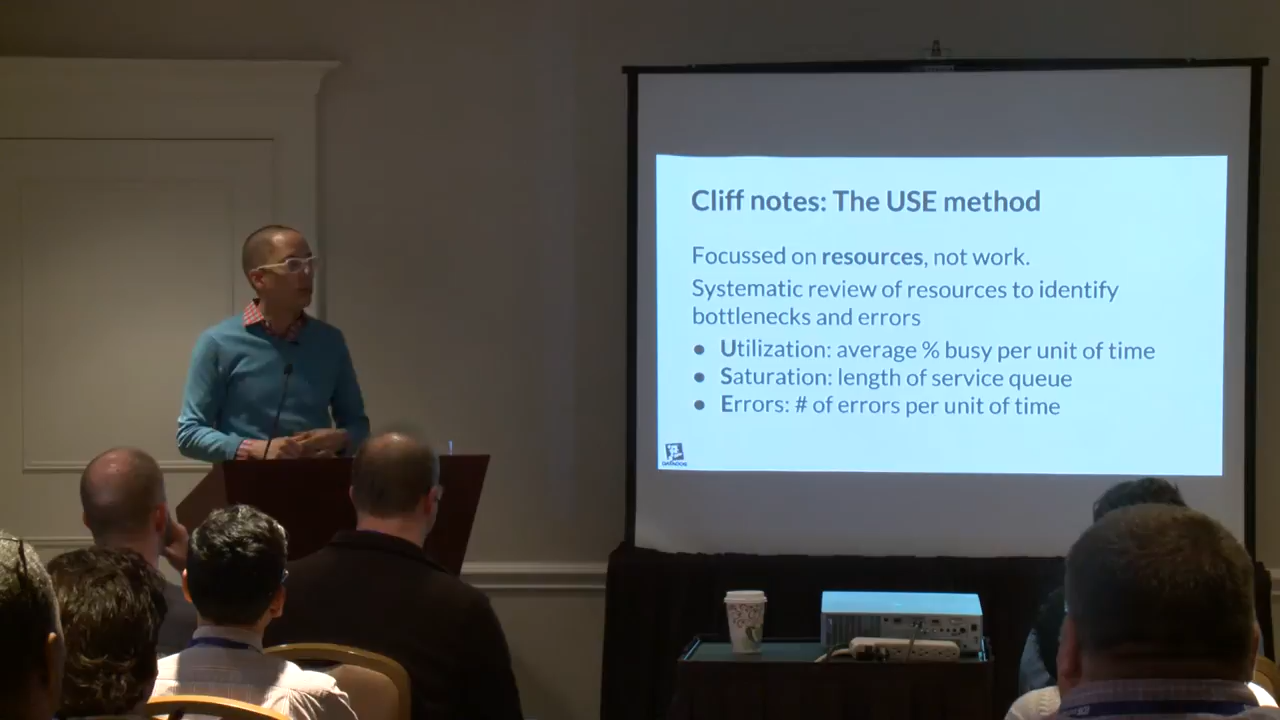 Cliff notes: The USE method
Focussed on resources, not work.
Systematic review of resources to identify
bottlenecks and errors
● Utilization: average % busy per unit of time
● Saturation: length of service queue
● Errors: # of errors per unit of time
DATADOG